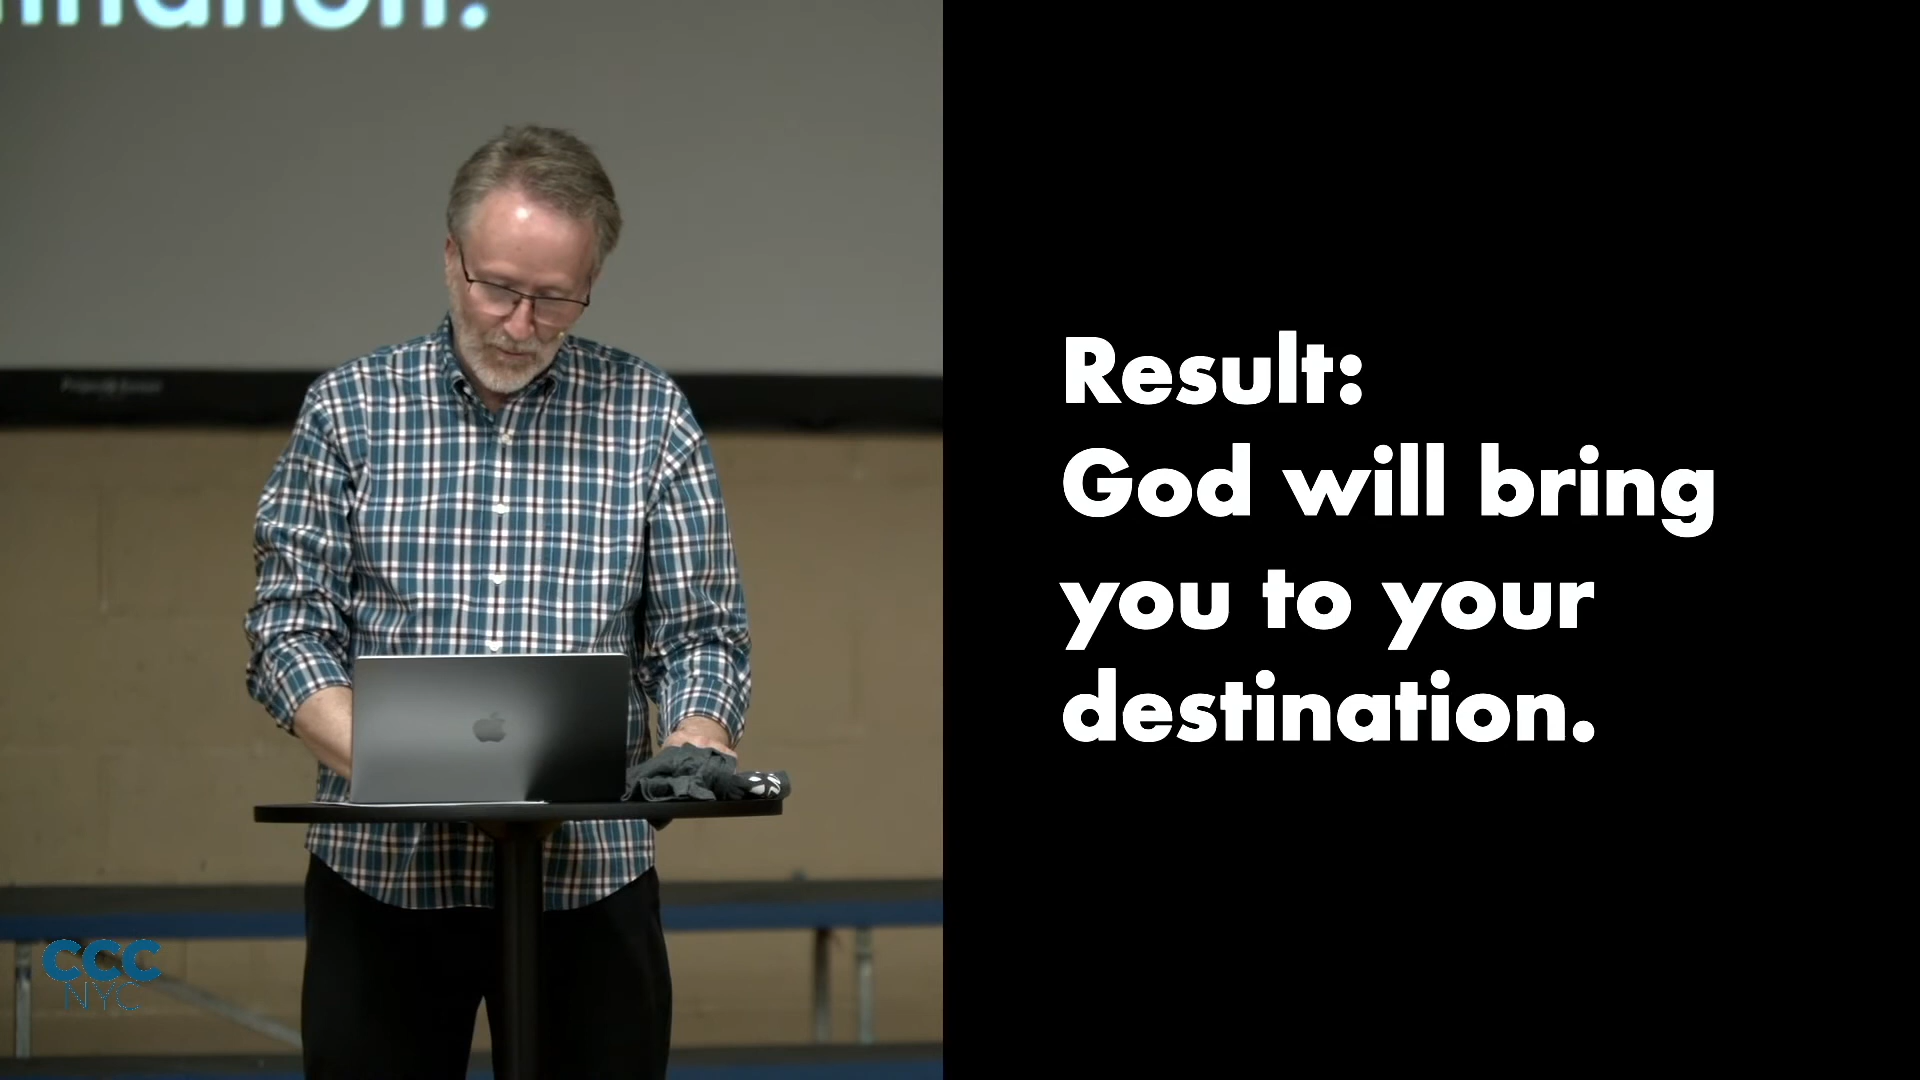 Result:
God will bring
you to your
destination.
CCC
NYC